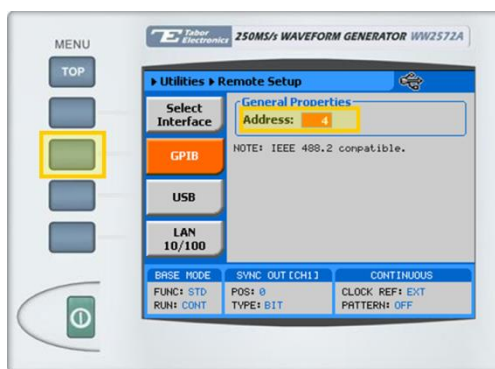 MENU
TOP
Tabor
Electronics
250MS/s WAVEFORM GENERATOR WW2572A
Utilities
Remote Setup
Select
Interface
GPIB
USB
LAN
10/100
General Properties
Address: 4
NOTE: IEEE 488.2 compatible.
BASE MODE
FUNC: STD
RUN: CONT
SYNC OUT [CH1]
POS: 0
TYPE: BIT
CONTINUOUS
CLOCK REF: EXT
PATTERN: OFF